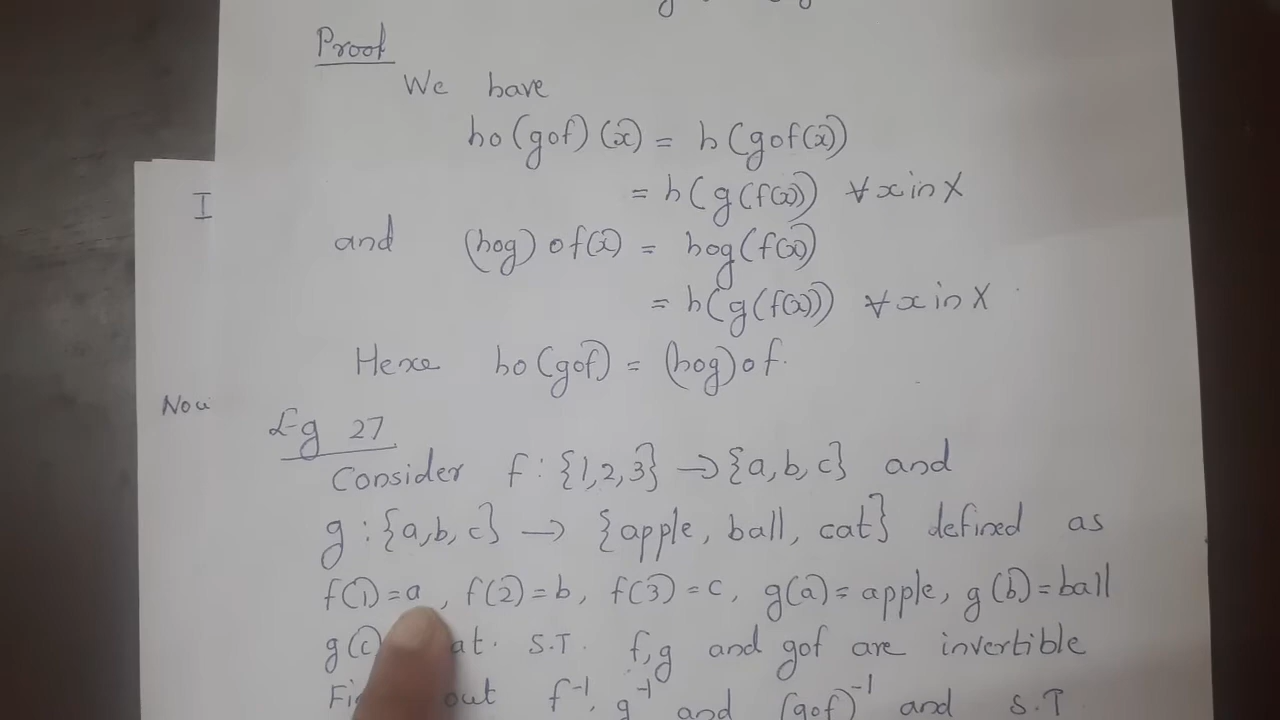 Proof
We have
ho(gof)(x) = h(gof(x))
= h(g(f(x)) ∀ x in X
I
and (hog)of(x) = hog(f(x))
= h(g(f(x))) ∀ x in X
Hence ho(gof) = (hog)of.
Now
Eg 27
Consider f : {1,2,3} → {a,b,c} and
g : {a,b,c} → {apple, ball, cat} defined as
f(1)=a, f(2)=b, f(3)=c, g(a)=apple, g(b)=ball
g(c) at. S.T. f,g and gof are invertible
out f⁻¹, g⁻¹ and (gof)⁻¹ and S.T